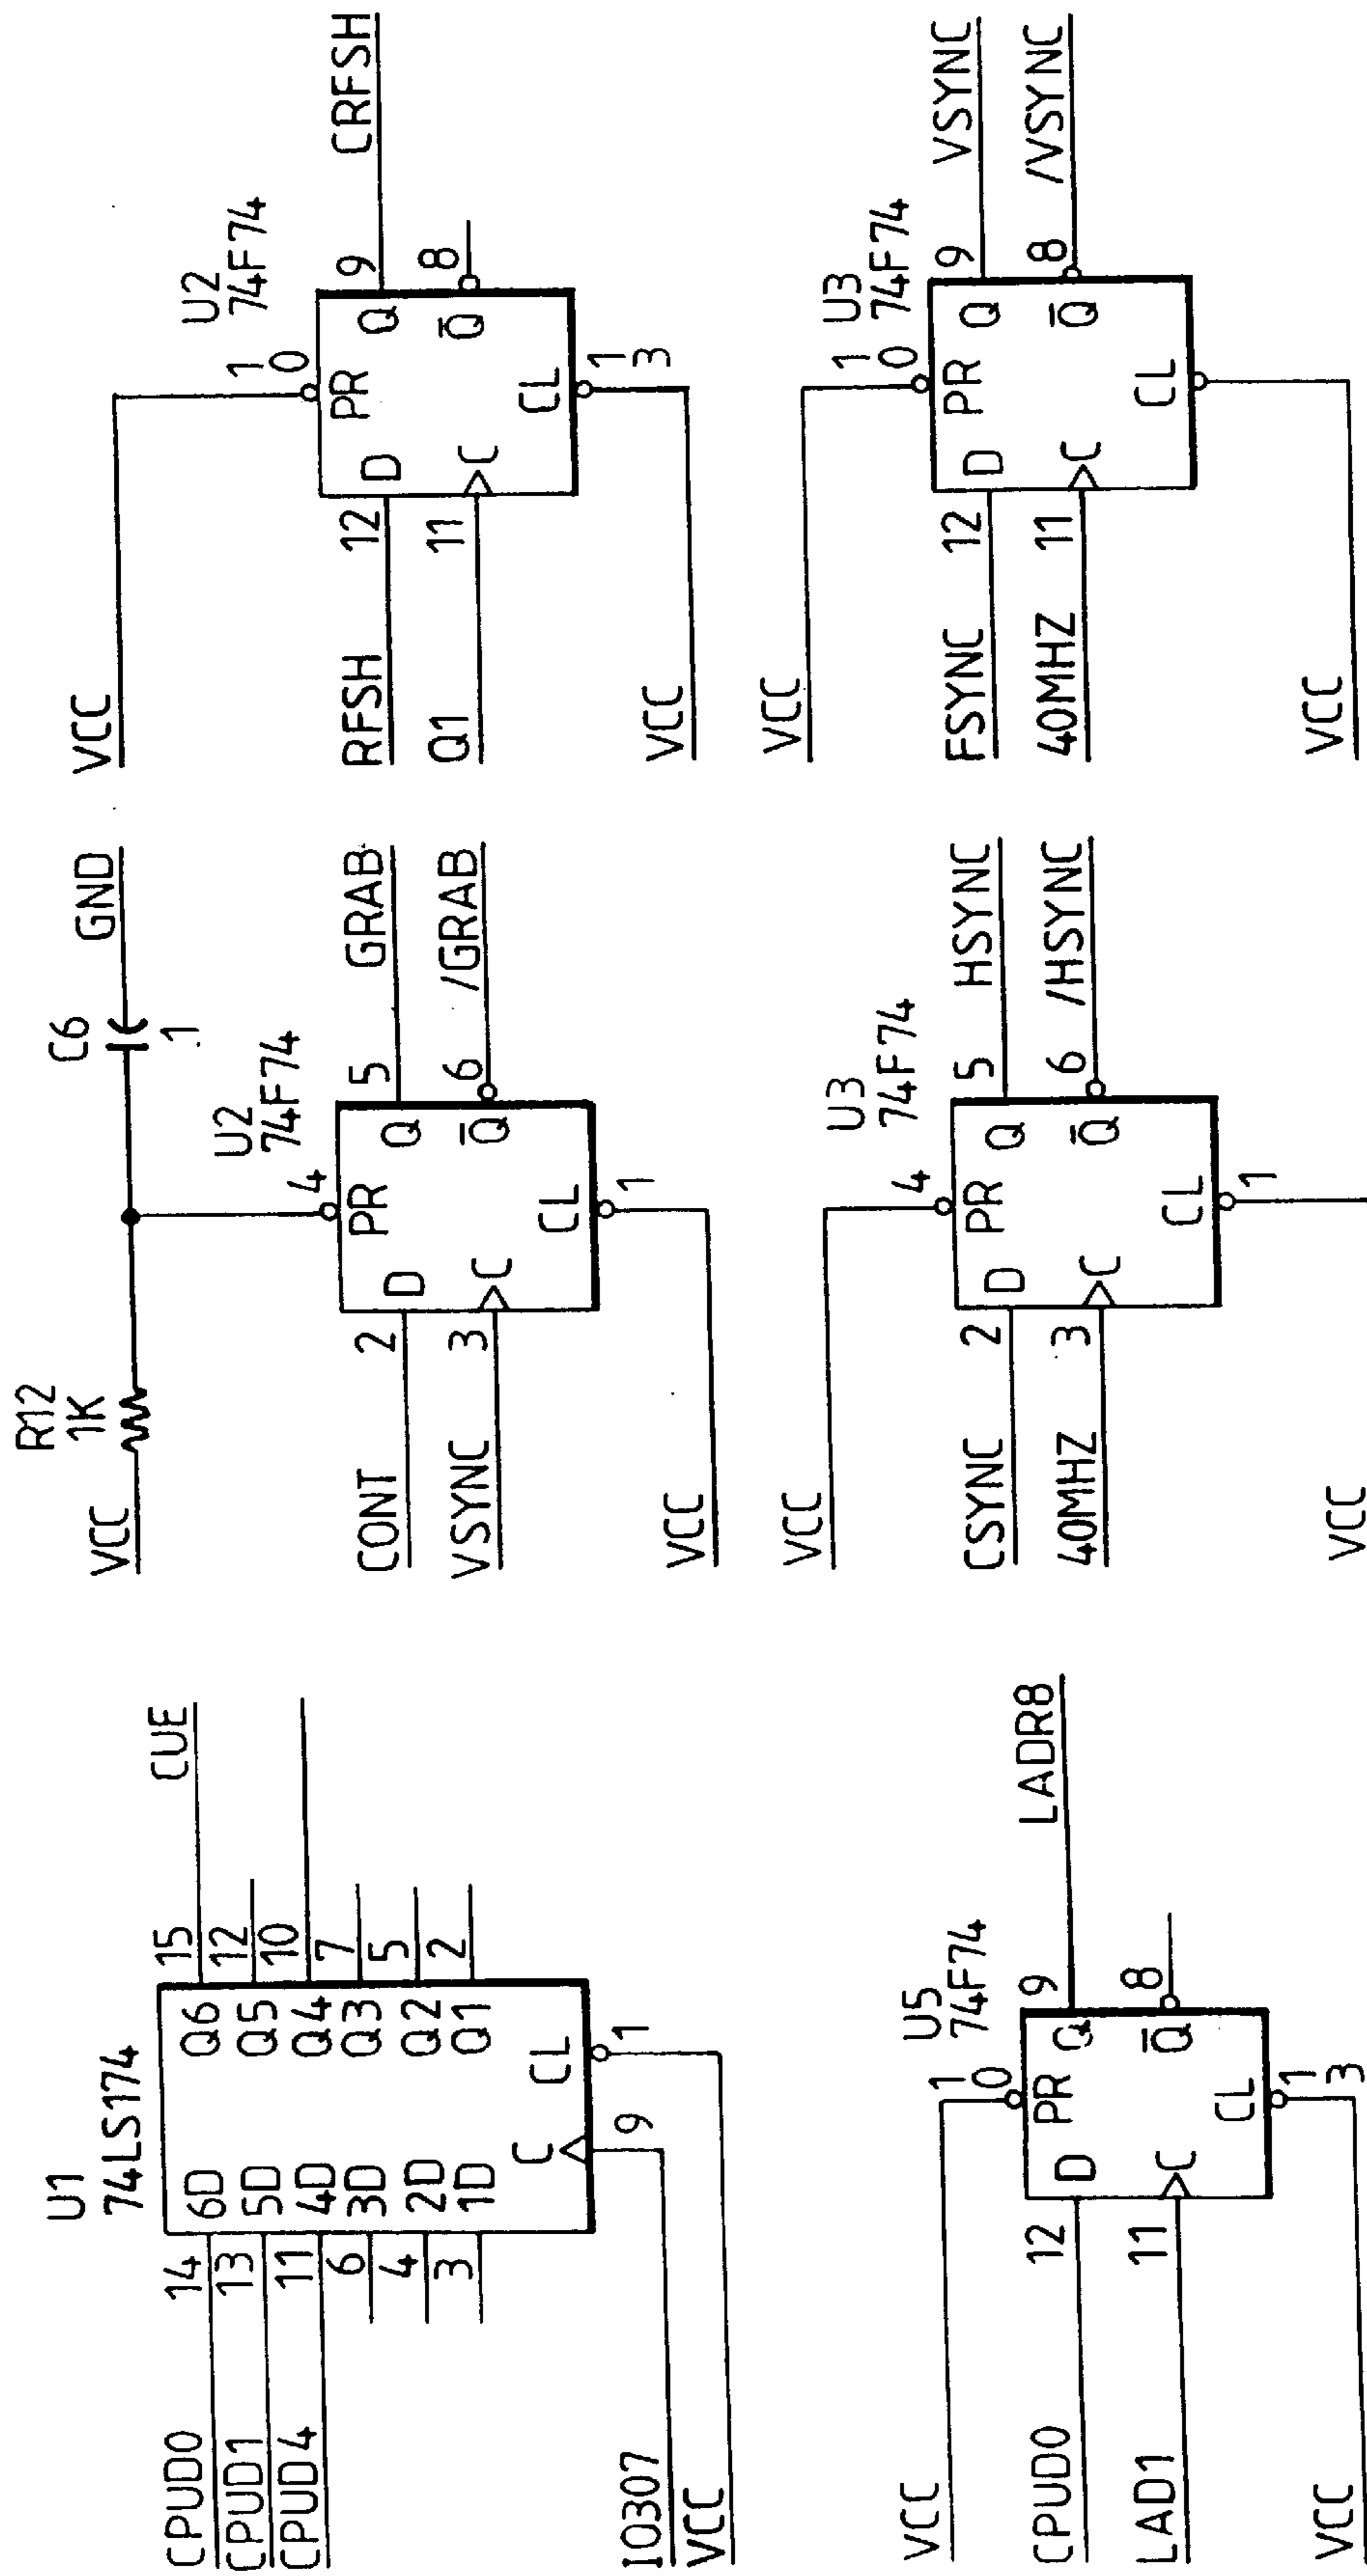 U1
74LS174
CPUD0
14
6D
Q6
15
CUE
CPUD1
13
5D
Q5
12
CPUD4
11
4D
Q4
10
6
3D
Q3
7
4
2D
Q2
5
3
1D
Q1
2
C
CL
9
1
IO307
VCC
R12
1K
VCC
C6
1
GND
U2
74F74
4
PR
CONT
2
D
Q
5
GRAB
VSYNC
3
C
Q̅
6
/GRAB
CL
1
VCC
VCC
U2
74F74
10
PR
RFSH
12
D
Q
9
CRFSH
Q1
11
C
Q̅
8
CL
13
VCC
VCC
U5
74F74
10
PR
CPUD0
12
D
Q
9
LADR8
LAD1
11
C
Q̅
8
CL
13
VCC
VCC
U3
74F74
4
PR
CSYNC
2
D
Q
5
HSYNC
40MHZ
3
C
Q̅
6
/HSYNC
CL
1
VCC
VCC
U3
74F74
10
PR
FSYNC
12
D
Q
9
VSYNC
40MHZ
11
C
Q̅
8
/VSYNC
CL
VCC